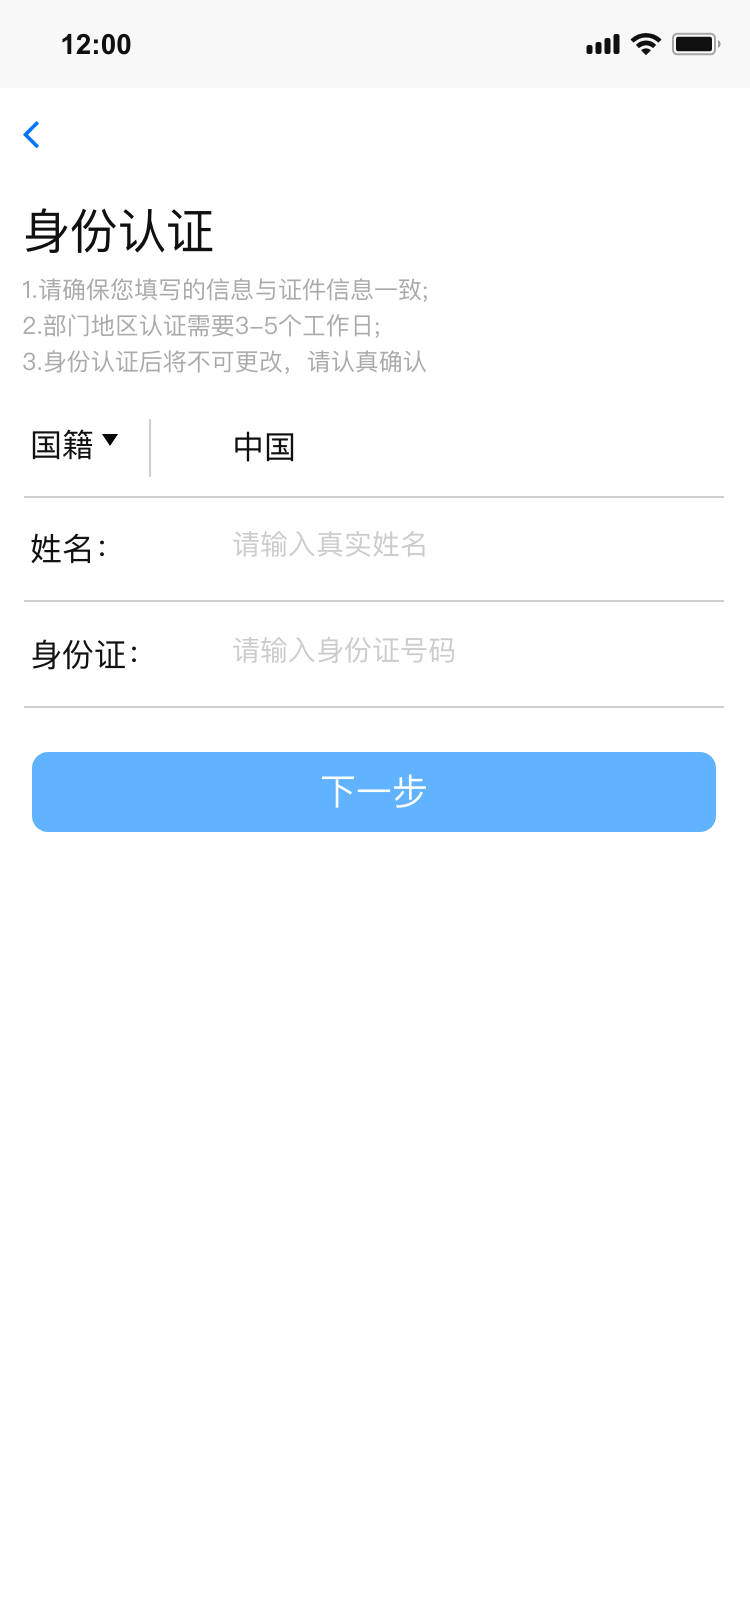 12:00
身份认证
1.请确保您填写的信息与证件信息一致;
2.部门地区认证需要3-5个工作日;
3.身份认证后将不可更改，请认真确认
国籍 中国
姓名： 请输入真实姓名
身份证： 请输入身份证号码
下一步